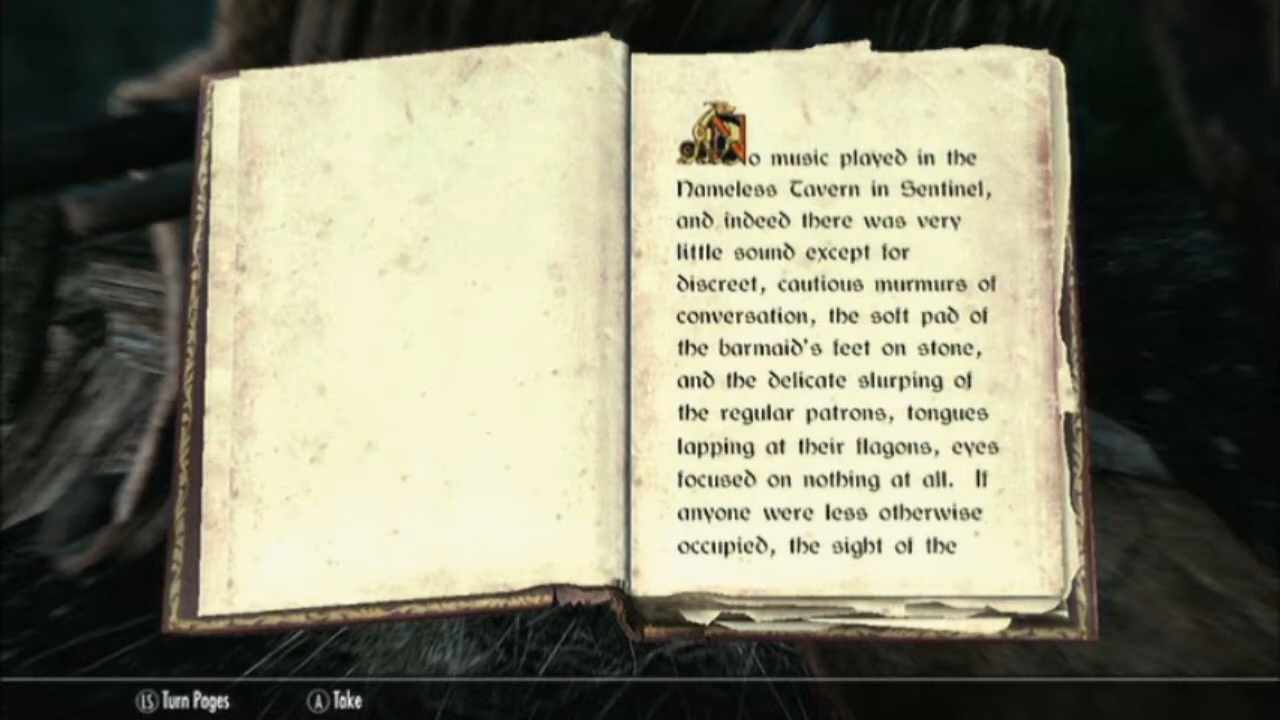 No music played in the
Nameless Tavern in Sentinel,
and indeed there was very
little sound except for
discreet, cautious murmurs of
conversation, the soft pad of
the barmaid's feet on stone,
and the delicate slurping of
the regular patrons, tongues
lapping at their flagons, eyes
focused on nothing at all.  If
anyone were less otherwise
occupied, the sight of the
LS Turn Pages
A Take